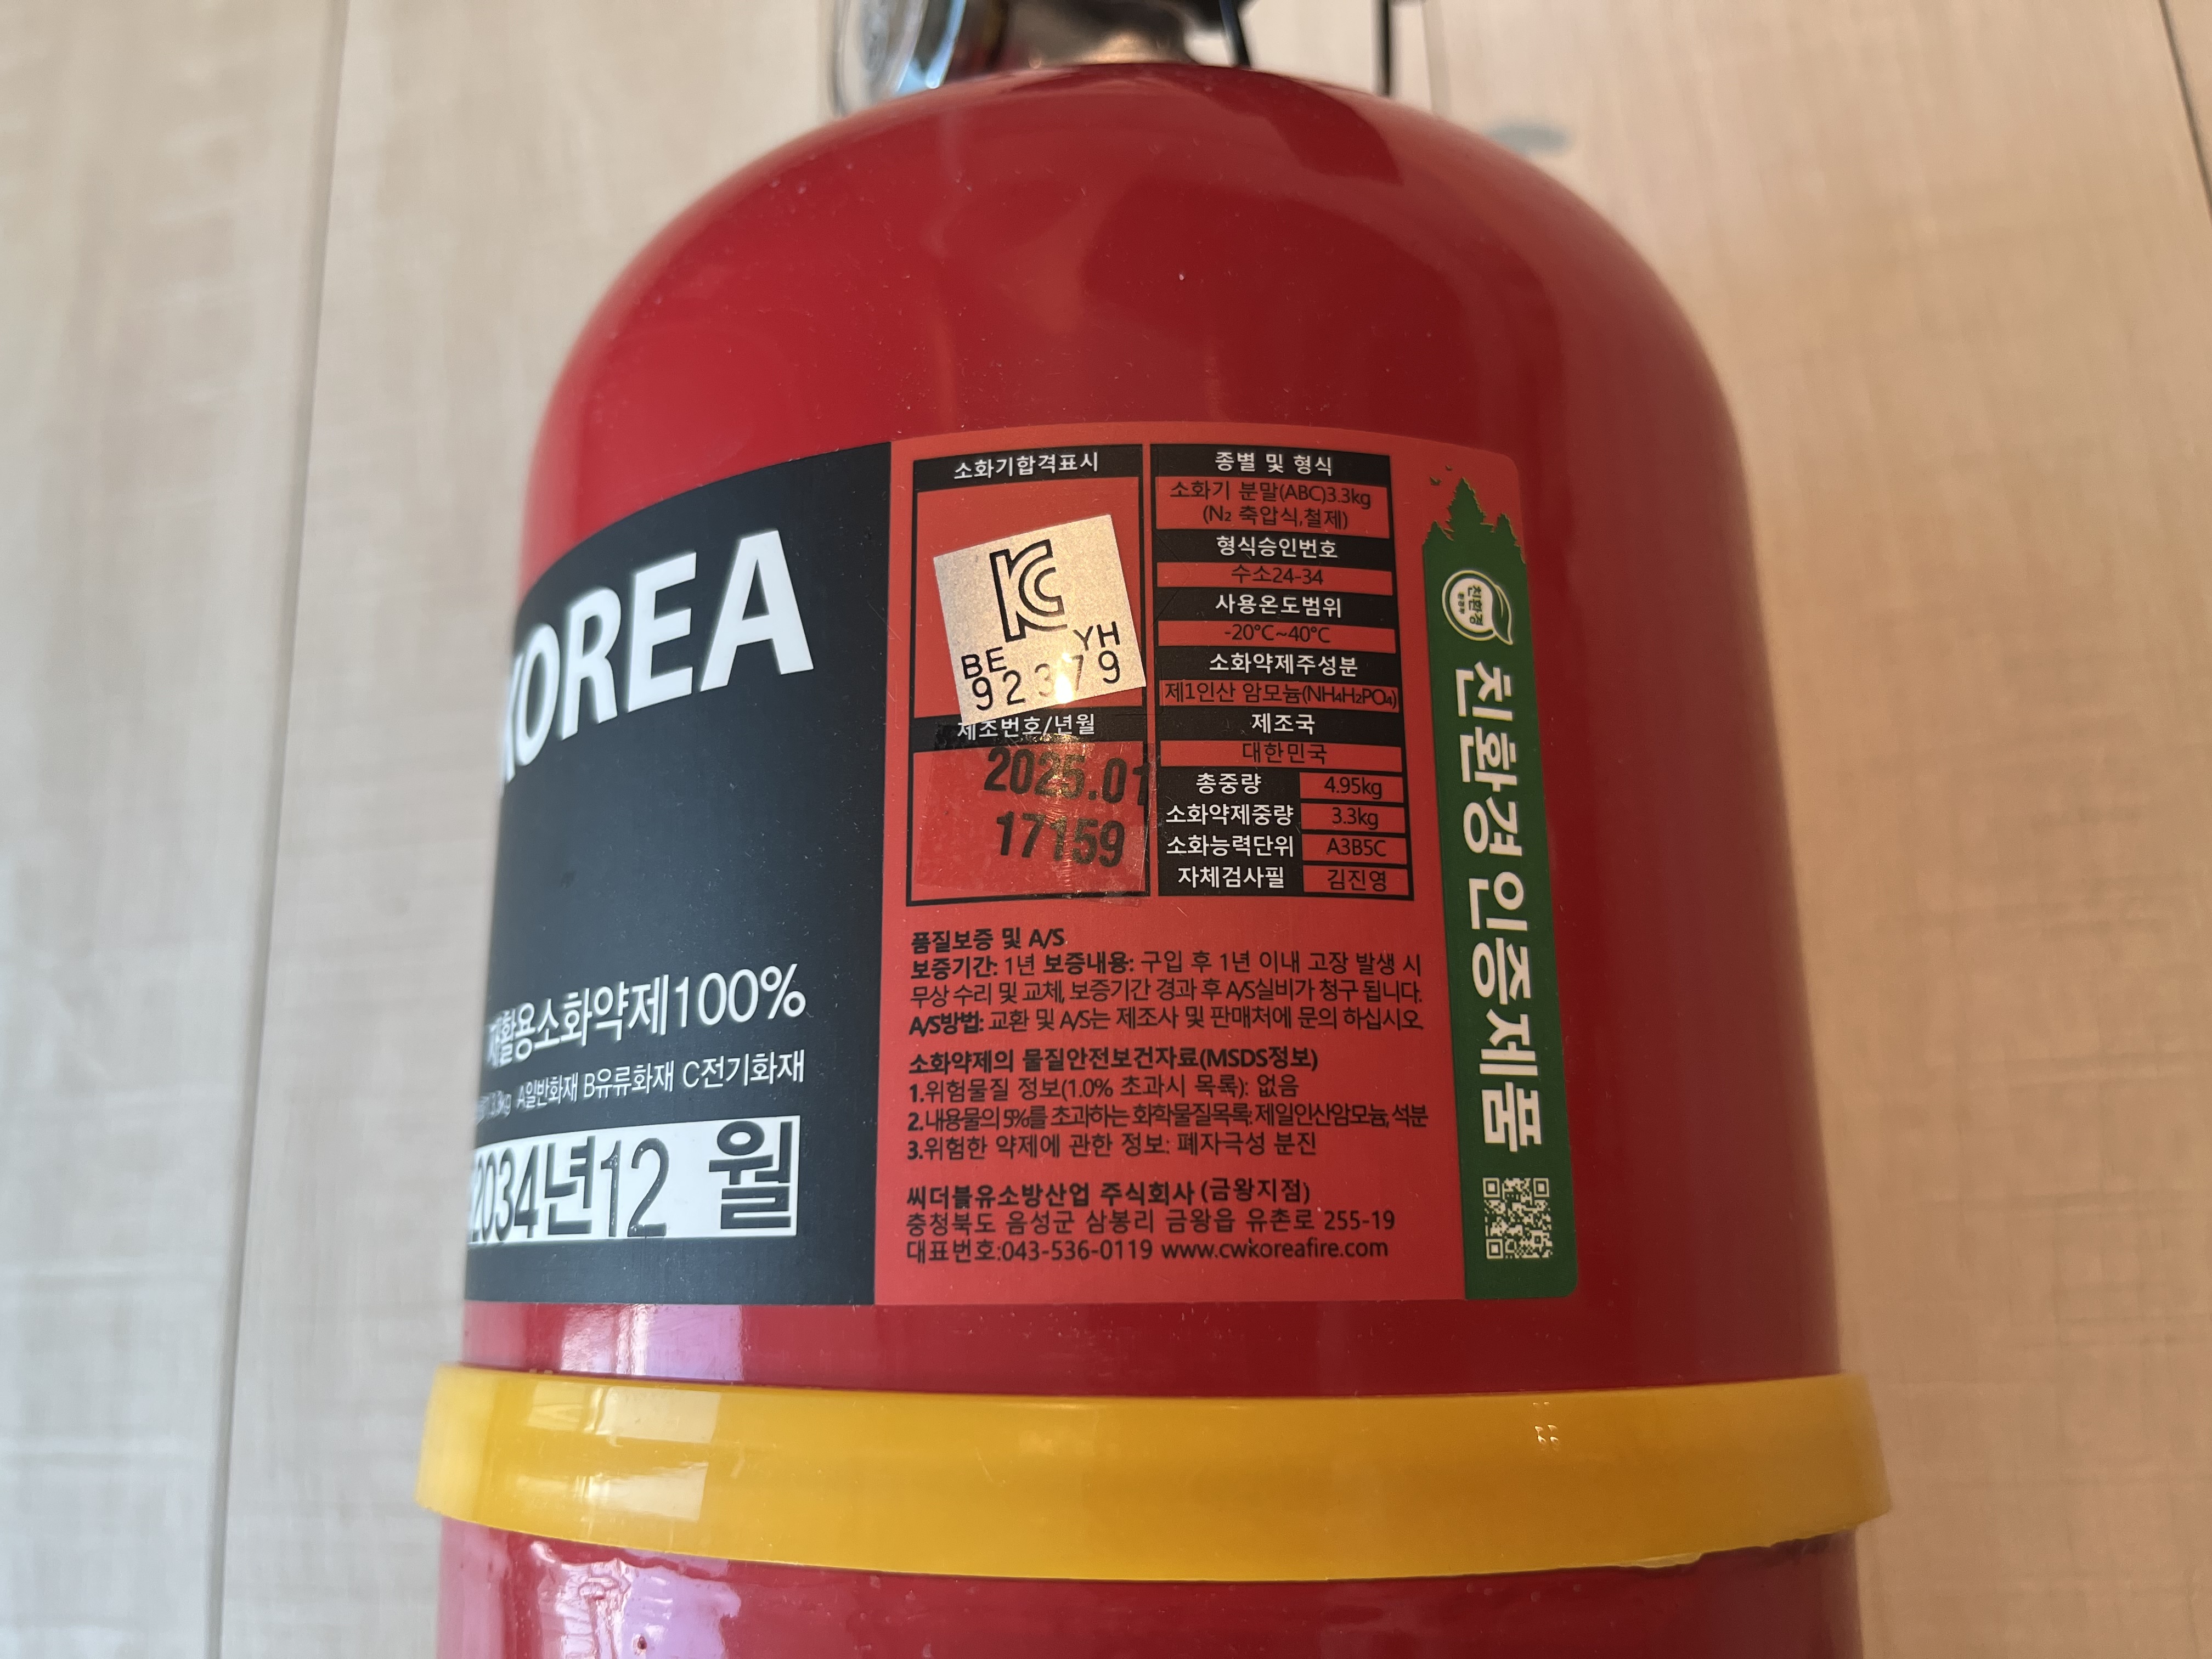 KOREA
재활용소화약제100%
3.3kg A일반화재 B유류화재 C전기화재
2034년12 월
소화기합격표시
KC
YH
BE
92379
제조번호/년월
2025.01
17159
종별 및 형식
소화기 분말(ABC)3.3kg
(N₂ 축압식,철제)
형식승인번호
수소24-34
사용온도범위
-20°C~40°C
소화약제주성분
제1인산 암모늄(NH₄H₂PO₄)
제조국
대한민국
총중량 4.95kg
소화약제중량 3.3kg
소화능력단위 A3B5C
자체검사필 김진영
품질보증 및 A/S
보증기간: 1년 보증내용: 구입 후 1년 이내 고장 발생 시
무상 수리 및 교체, 보증기간 경과 후 A/S실비가 청구 됩니다.
A/S방법: 교환 및 A/S는 제조사 및 판매처에 문의 하십시오.
소화약제의 물질안전보건자료(MSDS정보)
1.위험물질 정보(1.0% 초과시 목록): 없음
2.내용물의 5%를 초과하는 화학물질목록: 제일인산암모늄, 석분
3.위험한 약제에 관한 정보: 폐자극성 분진
씨더블유소방산업 주식회사 (금왕지점)
충청북도 음성군 삼봉리 금왕읍 유촌로 255-19
대표번호:043-536-0119 www.cwkoreafire.com
친환경
친환경인증제품